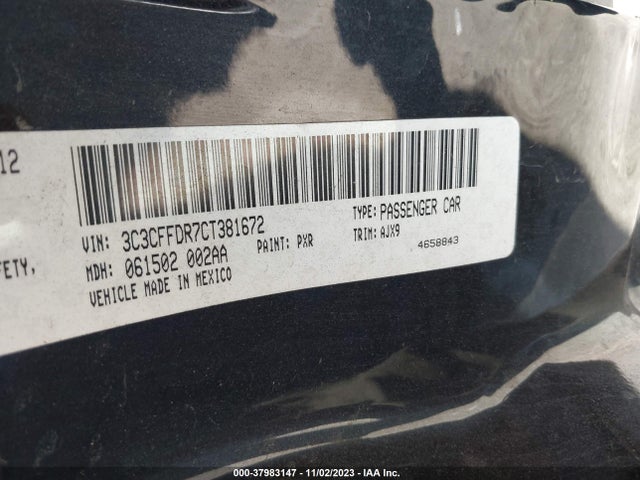 12
VIN: 3C3CFFDR7CT381672
TYPE: PASSENGER CAR
PAINT: PXR
TRIM: AJX9
FETY,
MDH: 061502 002AA
4658843
VEHICLE MADE IN MEXICO
000-37983147 - 11/02/2023 - IAA Inc.